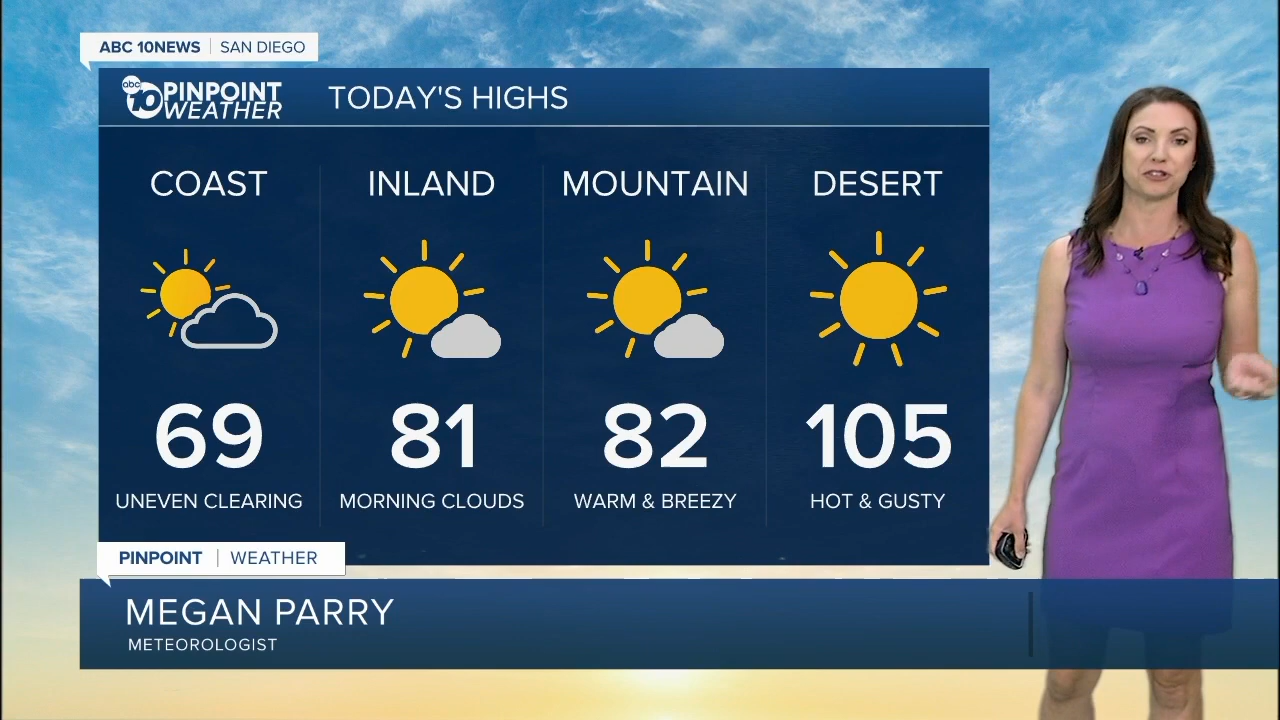 ABC 10NEWS | SAN DIEGO
abc 10 PINPOINT WEATHER
TODAY'S HIGHS
COAST
INLAND
MOUNTAIN
DESERT
69
81
82
105
UNEVEN CLEARING
MORNING CLOUDS
WARM & BREEZY
HOT & GUSTY
PINPOINT | WEATHER
MEGAN PARRY
METEOROLOGIST